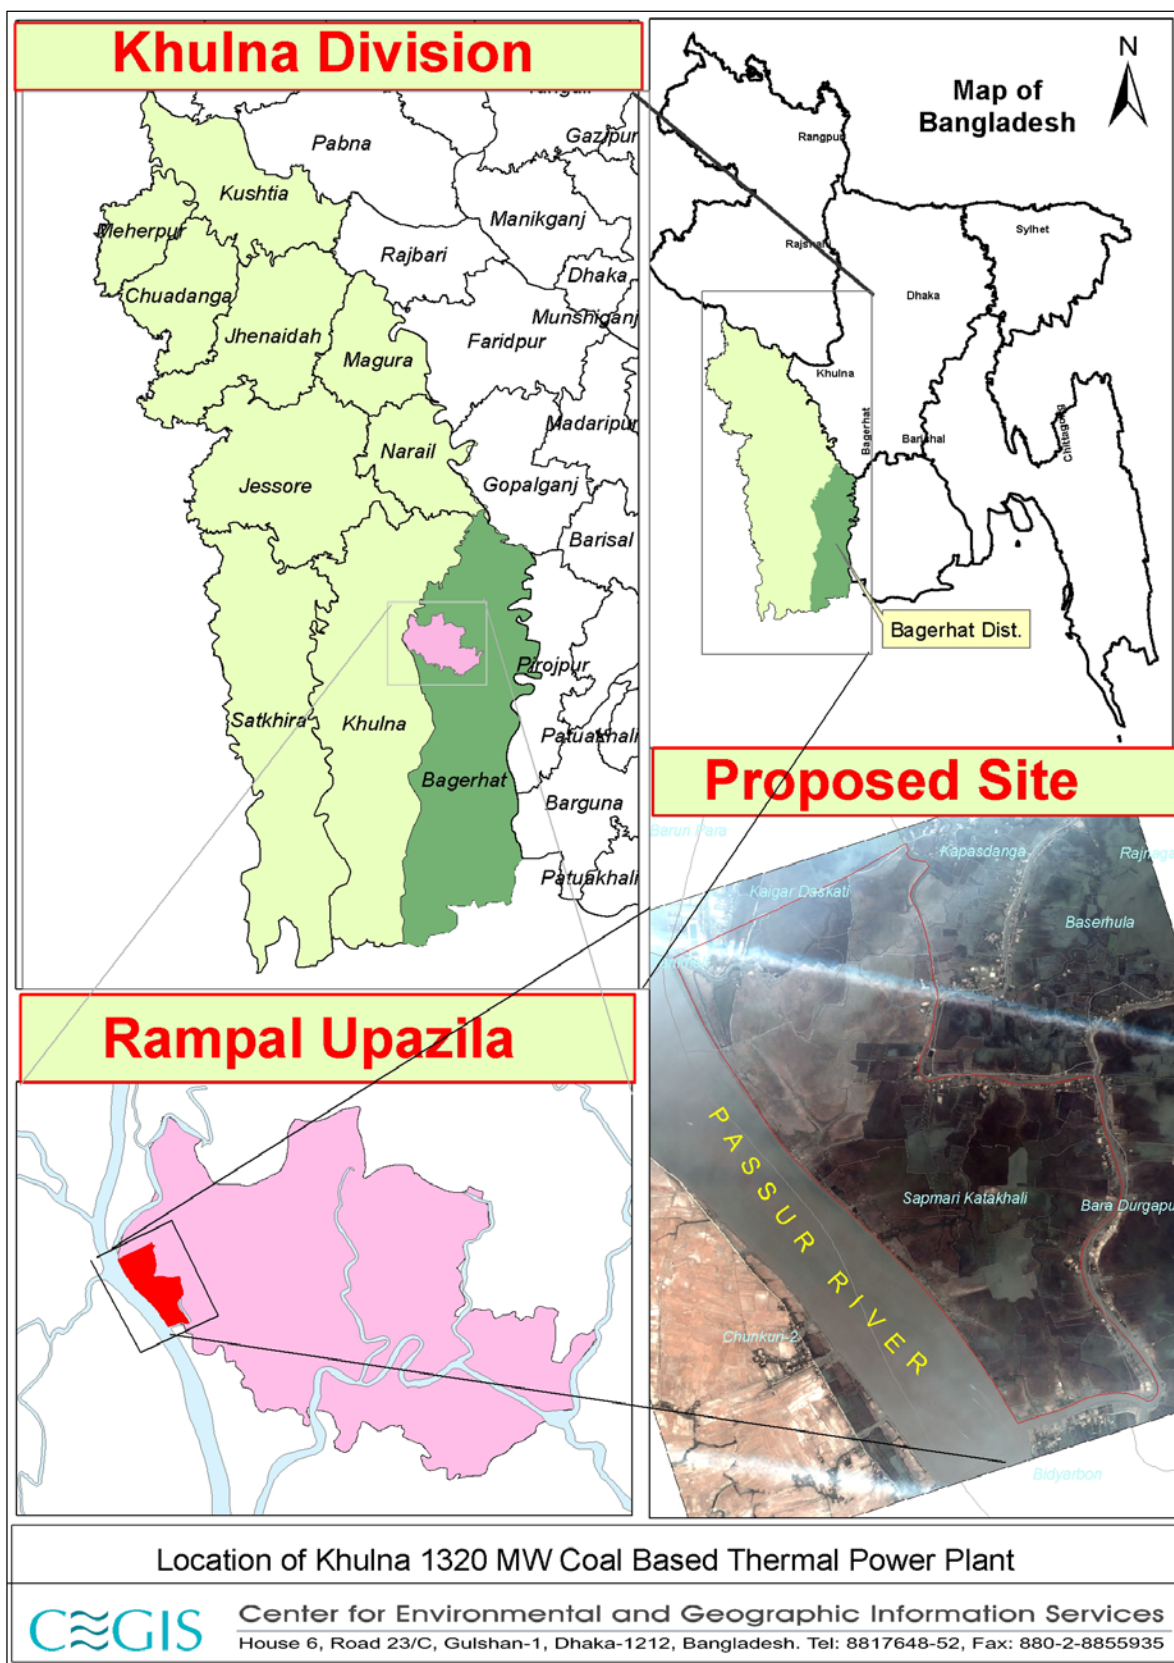 Khulna Division
Pabna
Gazipur
Kushtia
Manikganj
Meherpur
Rajbari
Dhaka
Chuadanga
Munshiganj
Jhenaidah
Faridpur
Magura
Madaripur
Narail
Jessore
Gopalganj
Barisal
Pirojpur
Satkhira
Khulna
Patuakhali
Bagerhat
Barguna
Patuakhali
N
Map of
Bangladesh
Rangpur
Sylhet
Rajshahi
Dhaka
Khulna
Bagerhat
Barishal
Chittagong
Bagerhat Dist.
Proposed Site
Barun Para
Kapasdanga
Rajnaga
Kaigar Daskati
Baserhula
PASSUR RIVER
Sapmari Katakhali
Bara Durgapu
Chunkuri-2
Bidyarbon
Rampal Upazila
Location of Khulna 1320 MW Coal Based Thermal Power Plant
CEGIS
Center for Environmental and Geographic Information Services
House 6, Road 23/C, Gulshan-1, Dhaka-1212, Bangladesh. Tel: 8817648-52, Fax: 880-2-8855935